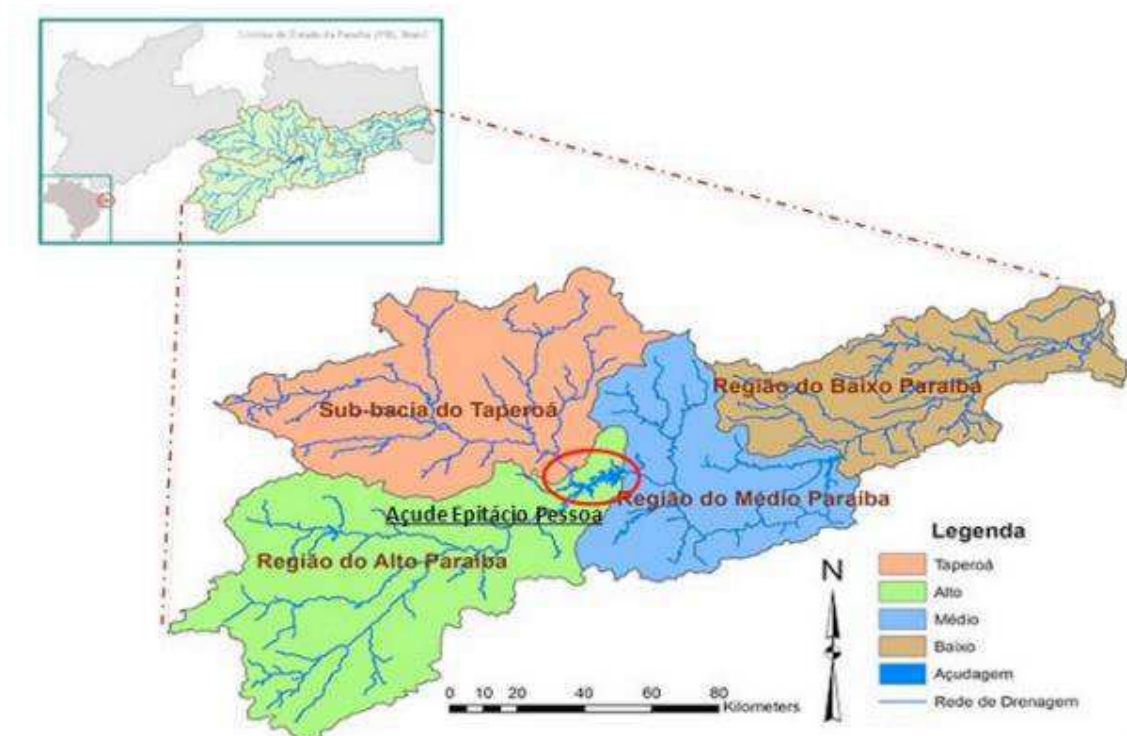 Sub-bacia do Taperoá
Região do Baixo Paraíba
Região do Médio Paraíba
Açude Epitácio Pessoa
Região do Alto Paraíba
Legenda
Taperoá
Alto
Médio
Baixo
Açudagem
Rede de Drenagem
N
0 10 20 40 60 80
Kilometers